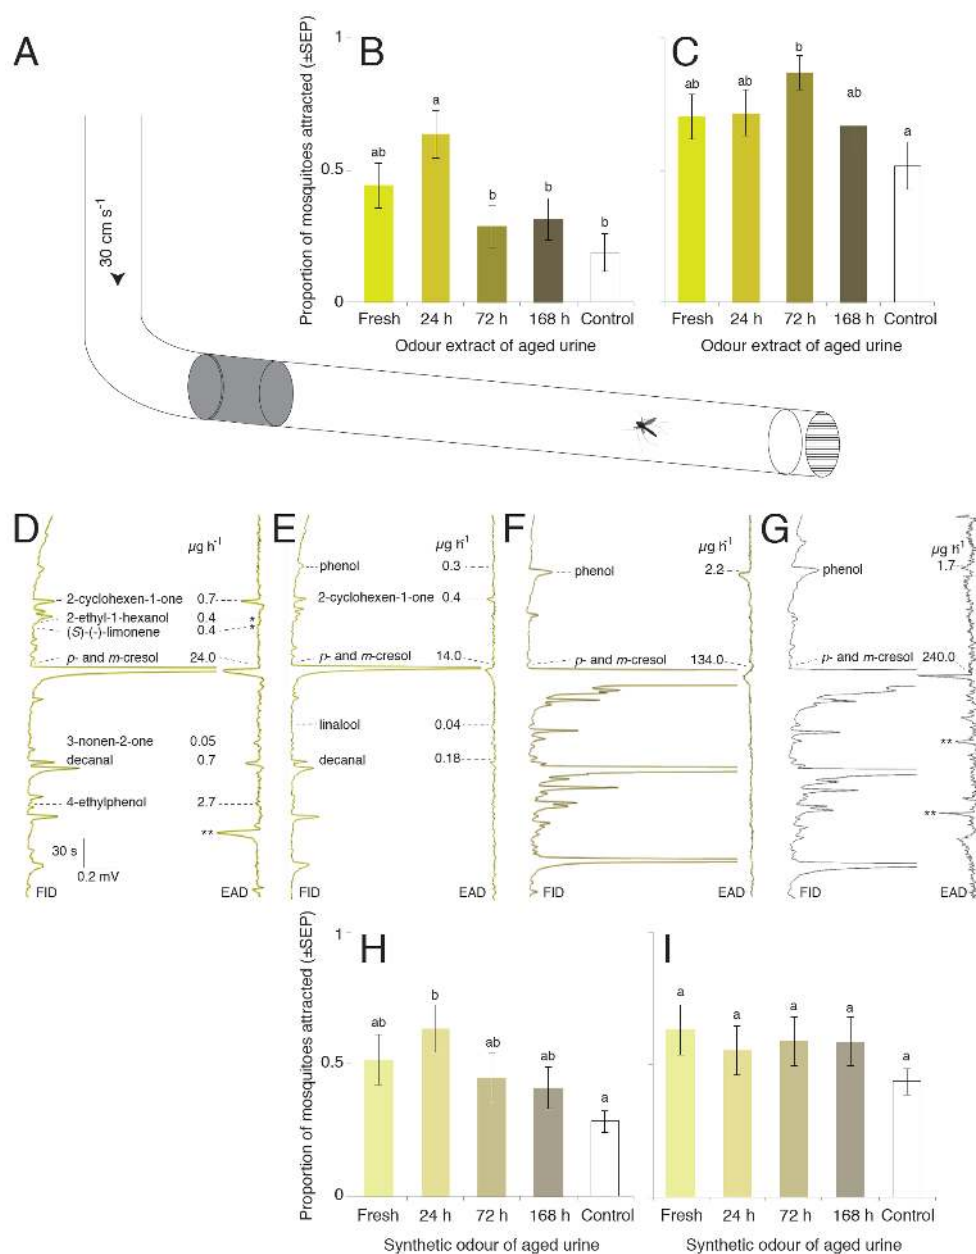 A
30 cm s⁻¹
B
Proportion of mosquitoes attracted (±SEP)
1
0.5
0
ab
a
b
b
b
Fresh 24 h 72 h 168 h Control
Odour extract of aged urine
C
ab
ab
b
ab
a
Fresh 24 h 72 h 168 h Control
Odour extract of aged urine
D
µg h⁻¹
2-cyclohexen-1-one 0.7
2-ethyl-1-hexanol 0.4 *
(S)-(-)-limonene 0.4 *
p- and m-cresol 24.0
3-nonen-2-one 0.05
decanal 0.7
4-ethylphenol 2.7
**
30 s
0.2 mV
FID EAD
E
µg h⁻¹
phenol 0.3
2-cyclohexen-1-one 0.4
p- and m-cresol 14.0
linalool 0.04
decanal 0.18
FID EAD
F
µg h⁻¹
phenol 2.2
p- and m-cresol 134.0
FID EAD
G
µg h⁻¹
phenol 1.7
p- and m-cresol 240.0
**
**
FID EAD
H
Proportion of mosquitoes attracted (±SEP)
1
0.5
0
ab
b
ab
ab
a
Fresh 24 h 72 h 168 h Control
Synthetic odour of aged urine
I
a
a
a
a
a
Fresh 24 h 72 h 168 h Control
Synthetic odour of aged urine